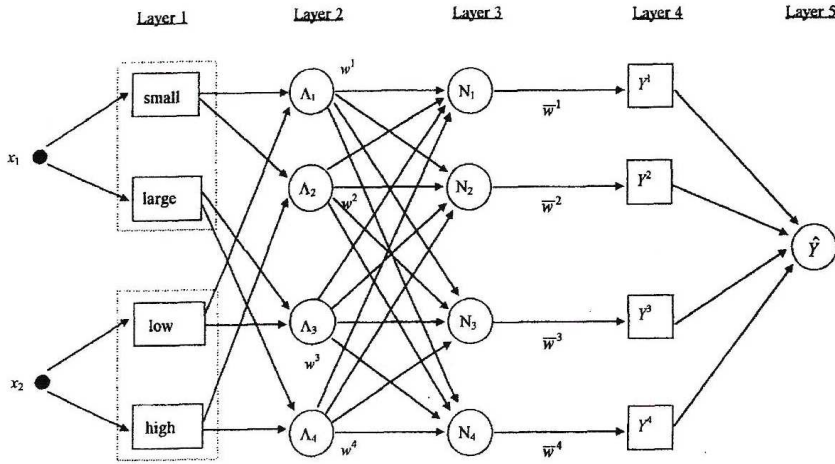 Layer 1 Layer 2 Layer 3 Layer 4 Layer 5
w¹
small Λ₁ N₁ w̅¹ Y¹
x₁
large Λ₂ w² N₂ w̅² Y²
Ŷ
low Λ₃ w³ N₃ w̅³ Y³
x₂
high Λ₄ w⁴ N₄ w̅⁴ Y⁴